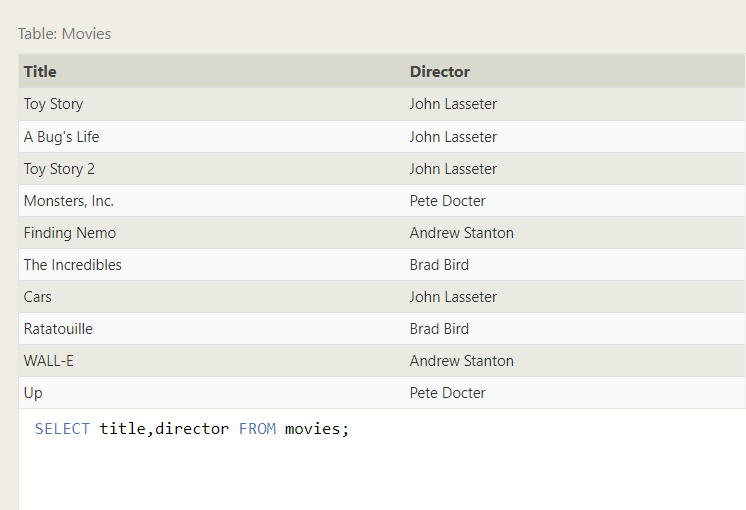 Table: Movies
Title Director
Toy Story John Lasseter
A Bug's Life John Lasseter
Toy Story 2 John Lasseter
Monsters, Inc. Pete Docter
Finding Nemo Andrew Stanton
The Incredibles Brad Bird
Cars John Lasseter
Ratatouille Brad Bird
WALL-E Andrew Stanton
Up Pete Docter
SELECT title,director FROM movies;